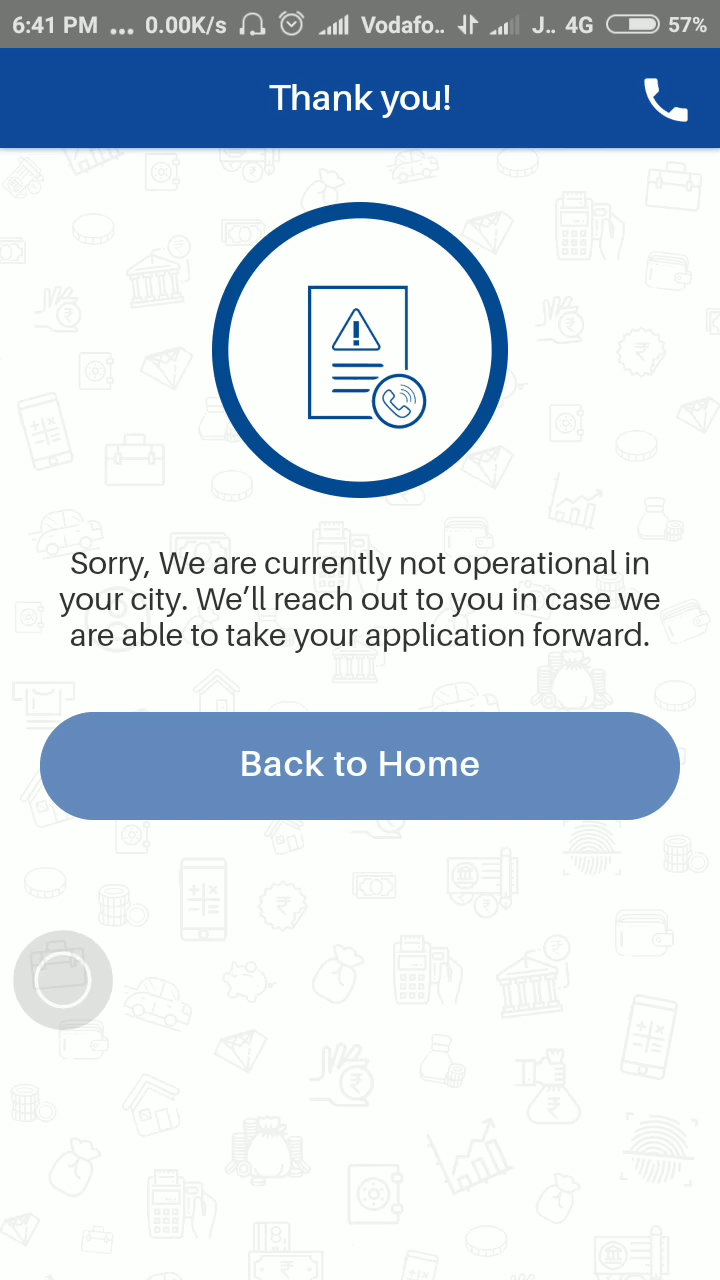 6:41 PM ... 0.00K/s Vodafo.. J.. 4G 57%
Thank you!
Sorry, We are currently not operational in
your city. We’ll reach out to you in case we
are able to take your application forward.
Back to Home